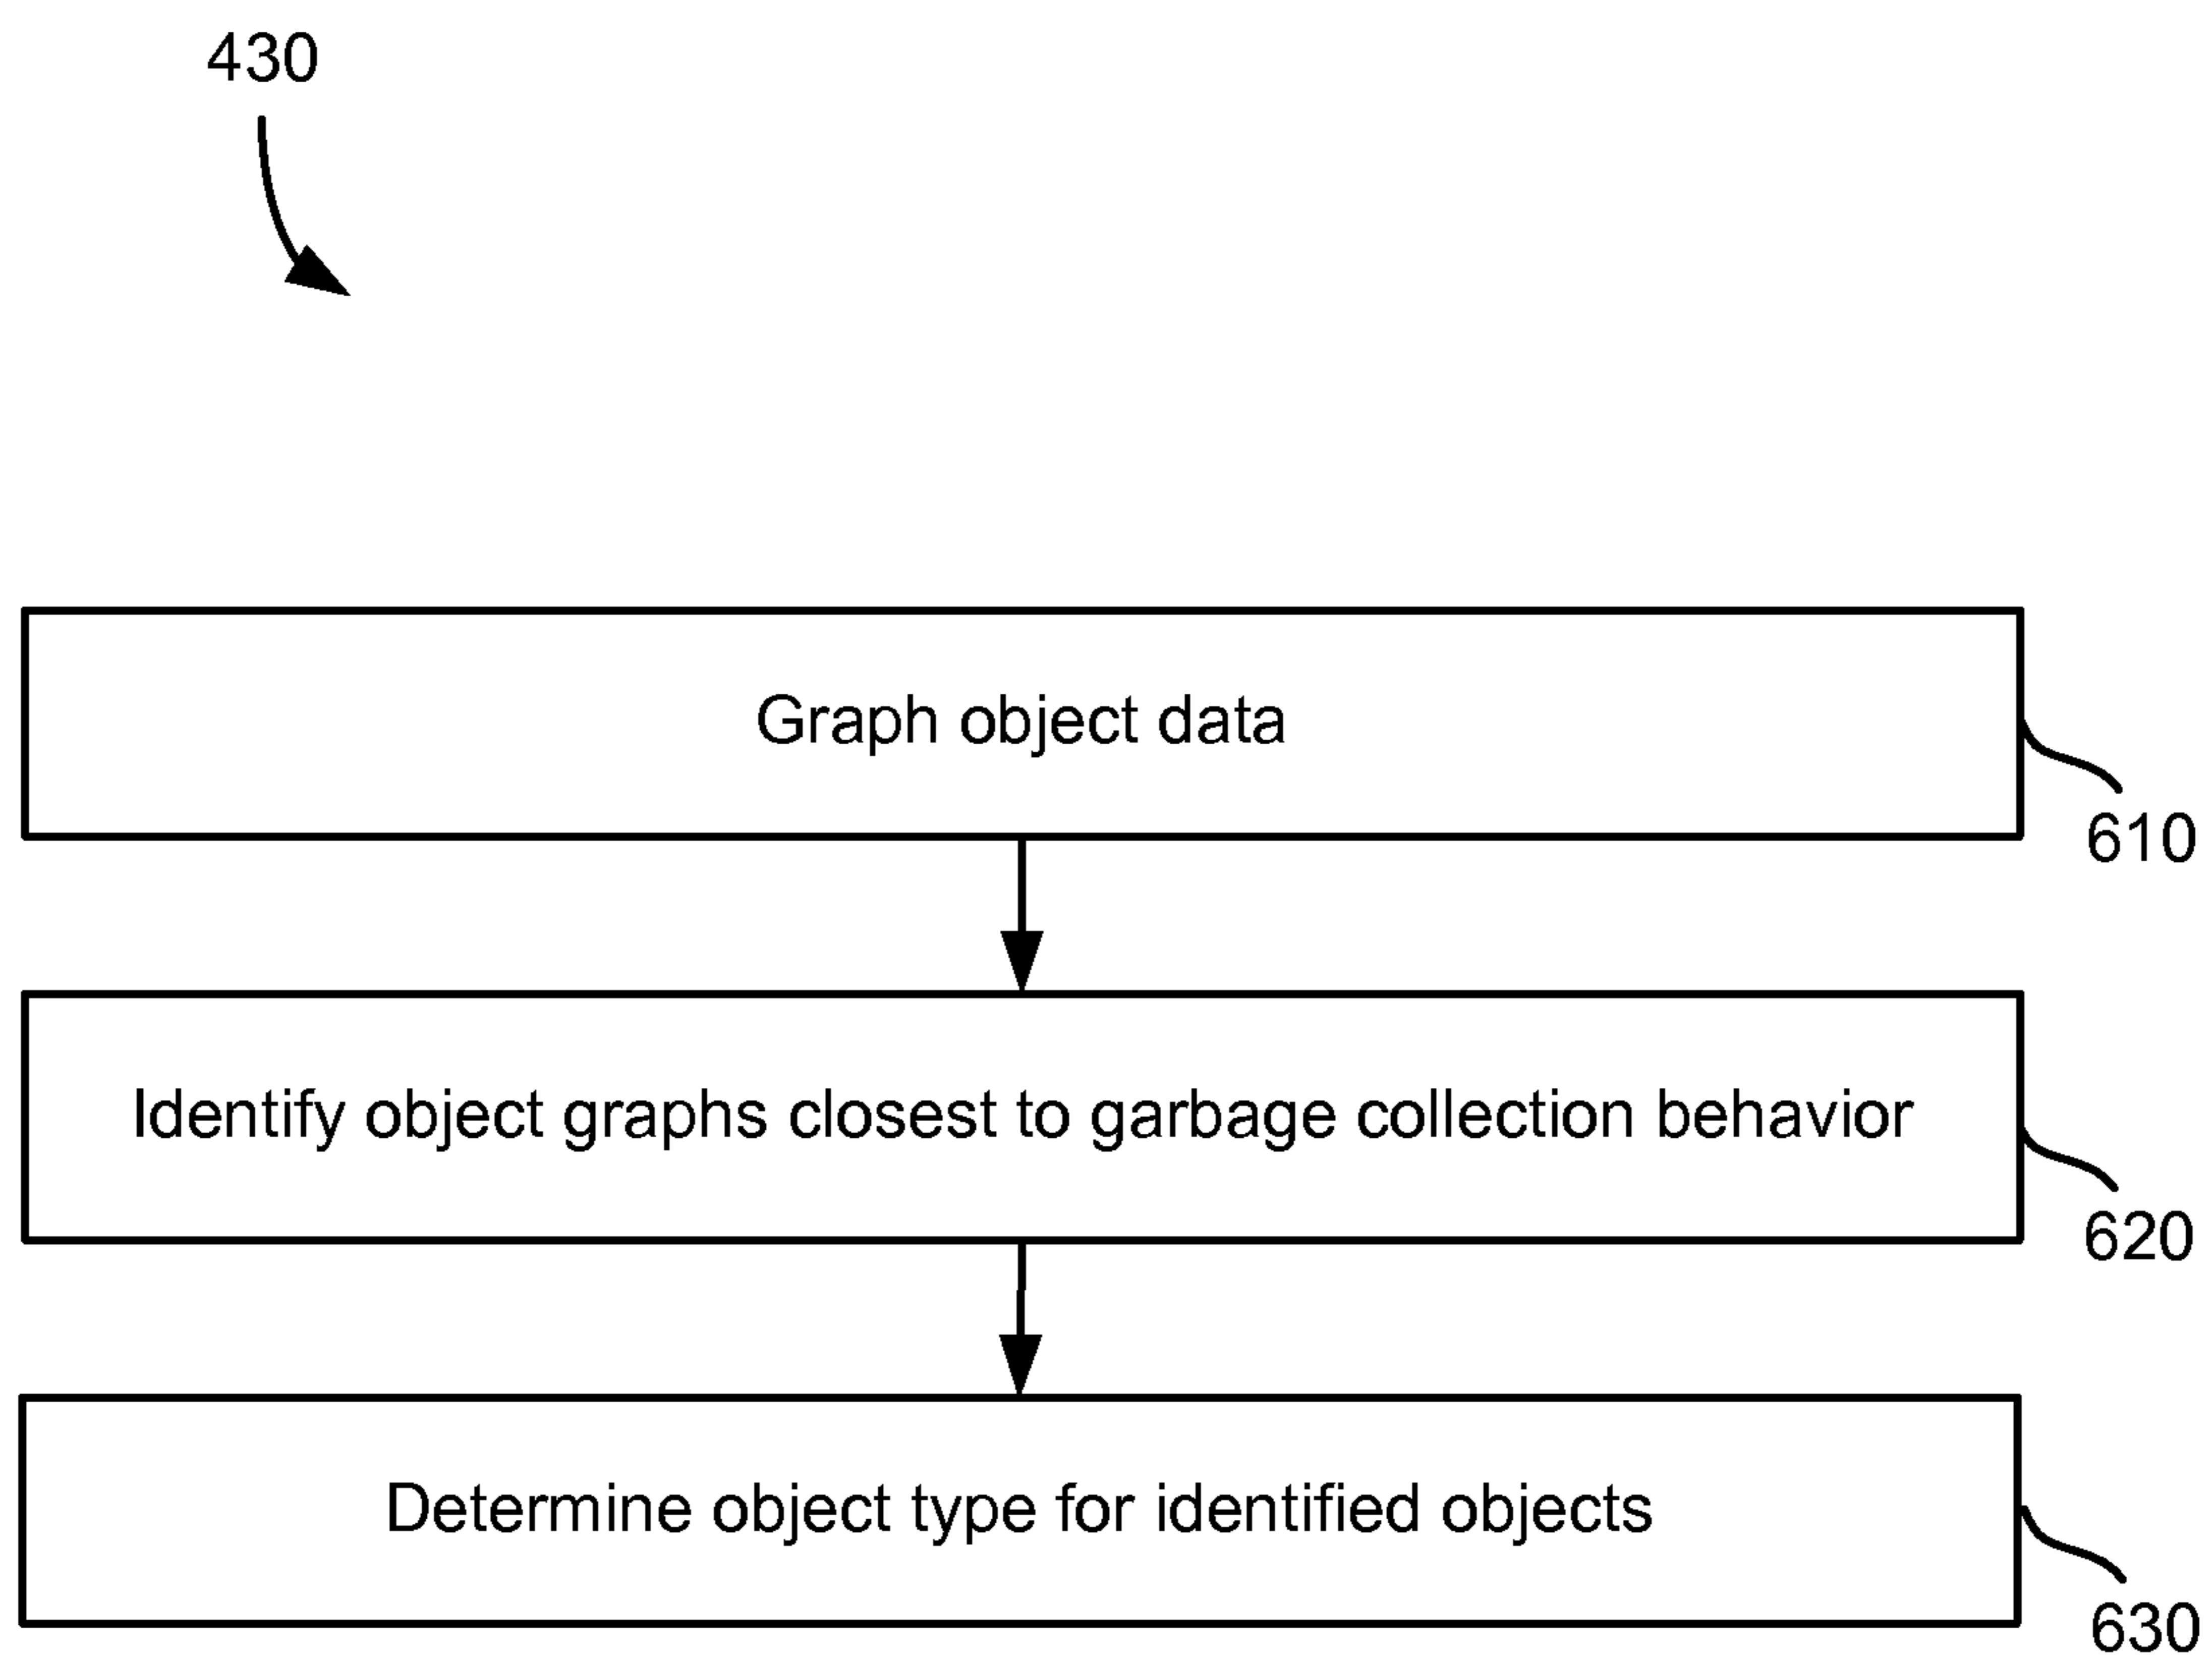 430
Graph object data
610
Identify object graphs closest to garbage collection behavior
620
Determine object type for identified objects
630